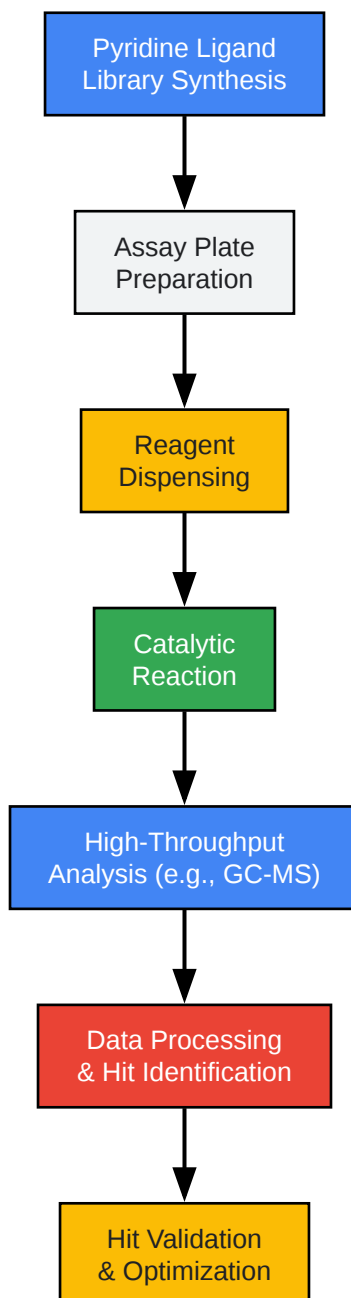 Pyridine Ligand
Library Synthesis
Assay Plate
Preparation
Reagent
Dispensing
Catalytic
Reaction
High-Throughput
Analysis (e.g., GC-MS)
Data Processing
& Hit Identification
Hit Validation
& Optimization